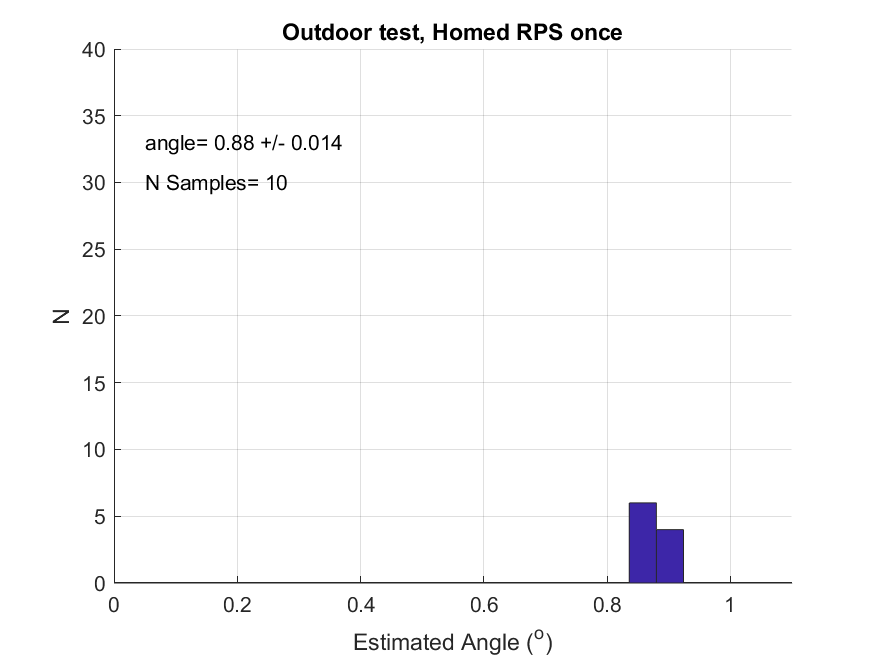 Outdoor test, Homed RPS once
40
35
30
25
20
15
10
5
0
angle= 0.88 +/- 0.014
N Samples= 10
N
0 0.2 0.4 0.6 0.8 1
Estimated Angle (o)